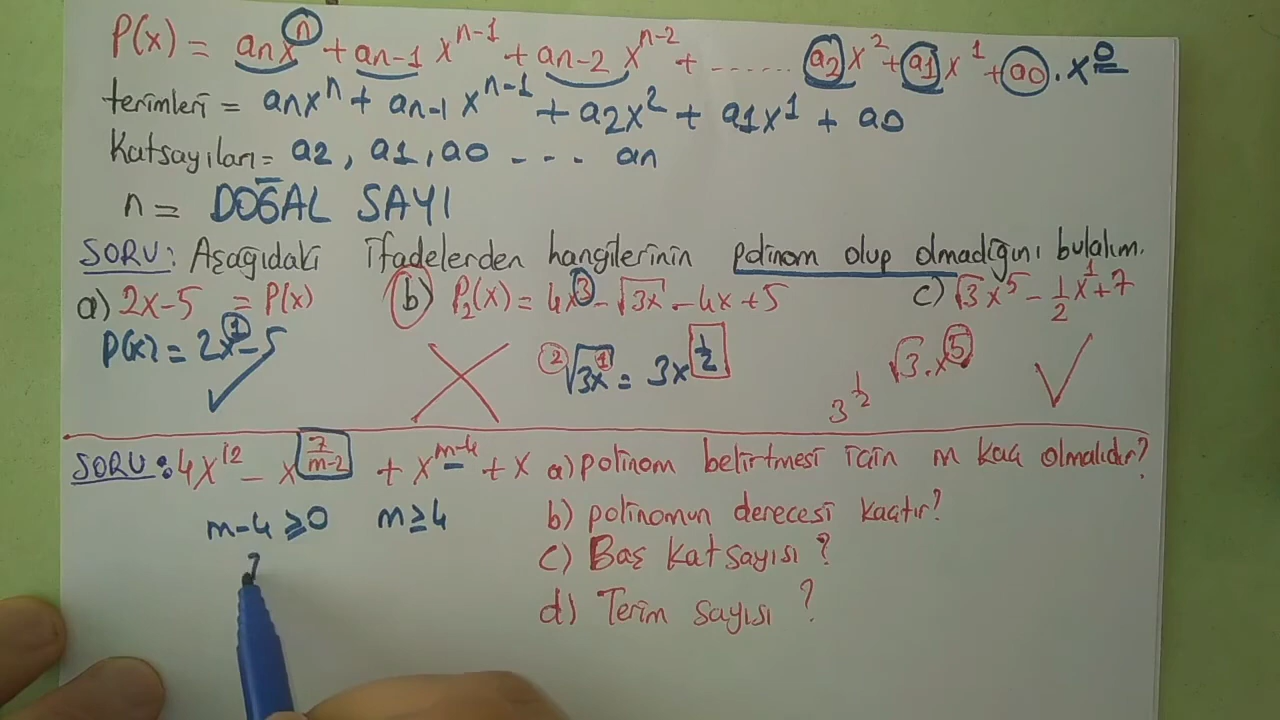 P(x) = anxⁿ + an-1 xⁿ⁻¹ + an-2 xⁿ⁻² + ...... a2x² + a1x¹ + a0.x⁰
terimleri = anxⁿ + an-1 xⁿ⁻¹ + a2x² + a1x¹ + a0
Katsayıları = a2, a1, a0 - - - an
n = DOĞAL SAYI
SORU: Aşağıdaki ifadelerden hangilerinin polinom olup olmadığını bulalım.
a) 2x-5 = P(x) b) P₂(x) = 4x³ - √3x - 4x + 5 c) √3x⁵ - 1/2 x¹ + 7
P(x) = 2x¹ - 5 ²√3x¹ = 3x^(1/2) 3^(1/2) √3.x⁵
SORU: 4x¹² - x^(7/(m-2)) + x^(m-4) + x a) polinom belirtmesi için m kaç olmalıdır?
m-4 ≥ 0 m ≥ 4 b) polinomun derecesi kaçtır?
7 c) Baş Katsayısı ?
d) Terim sayısı ?